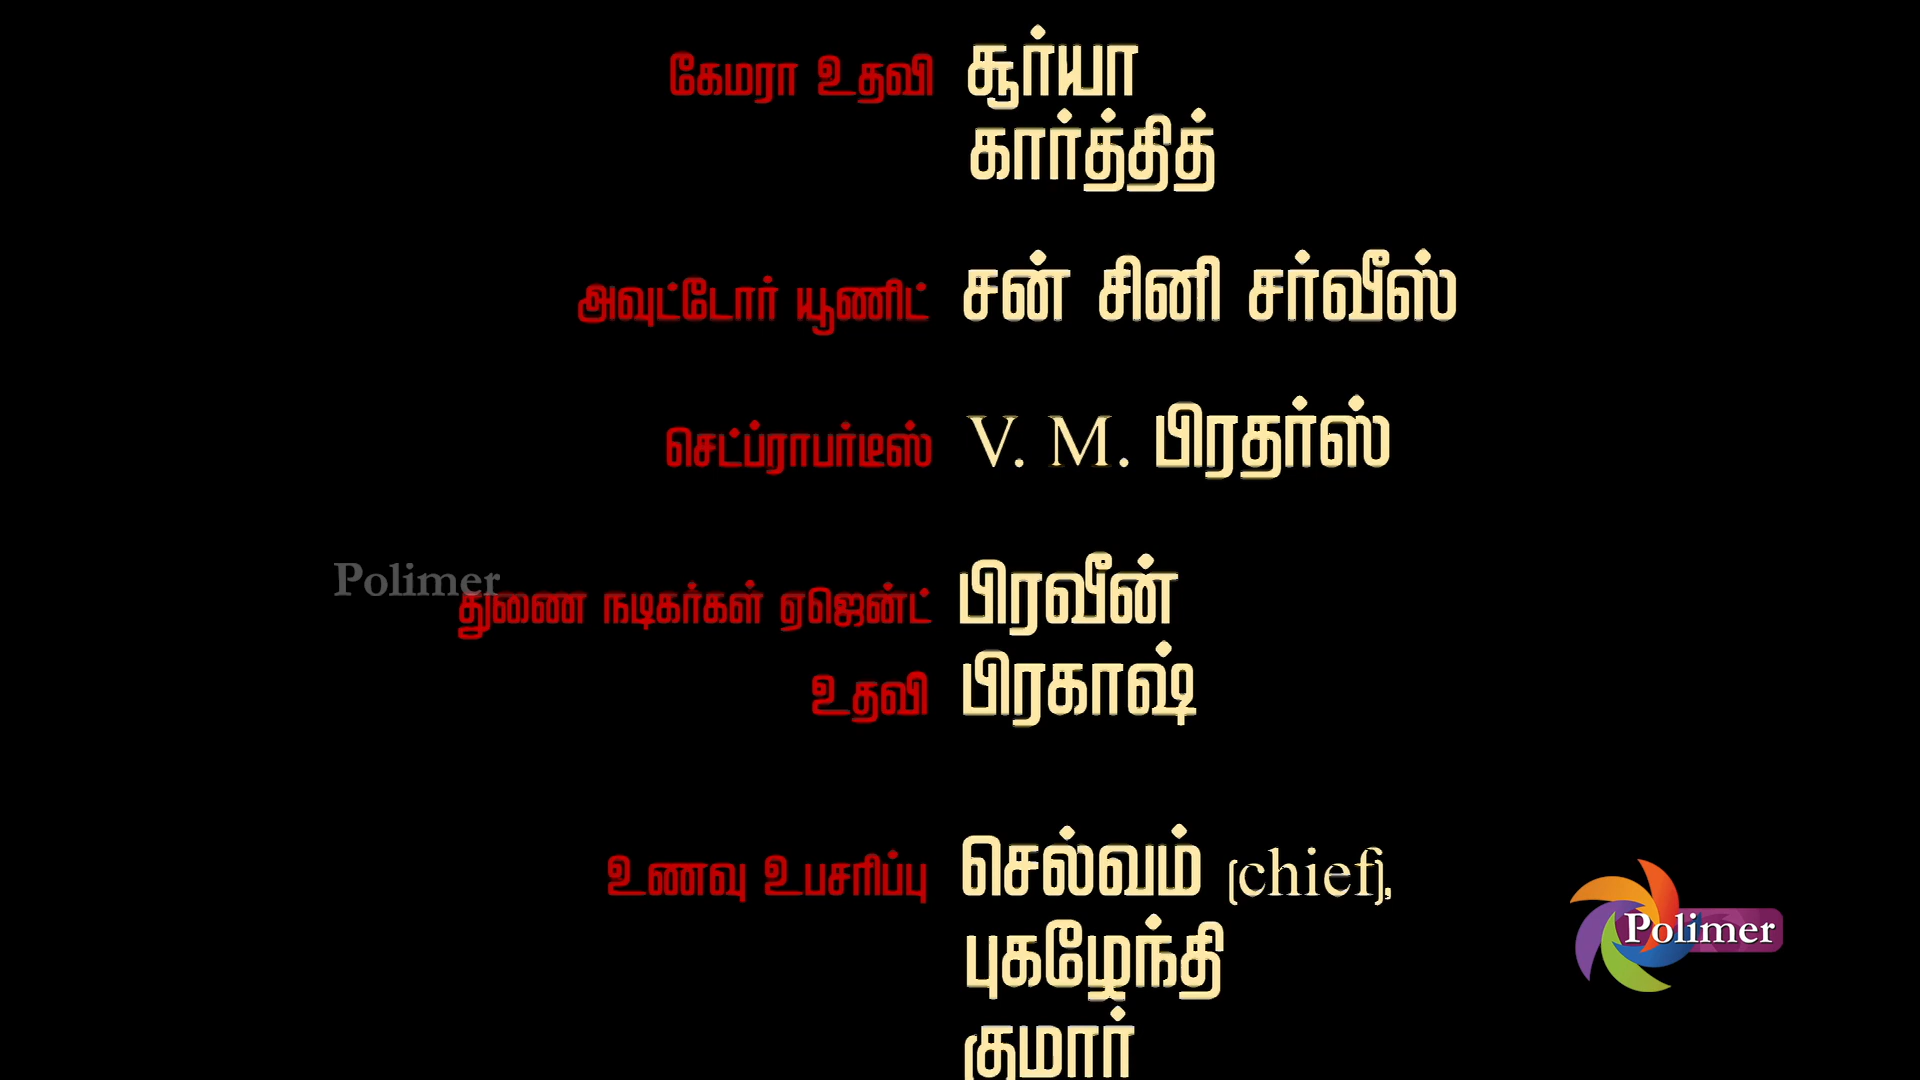 கேமரா உதவி சூர்யா
கார்த்தித்
அவுட்டோர் யூணிட் சன் சினி சர்வீஸ்
செட்ப்ராபர்டீஸ் V. M. பிரதர்ஸ்
Polimer
துணை நடிகர்கள் ஏஜென்ட் பிரவீன்
உதவி பிரகாஷ்
உணவு உபசரிப்பு செல்வம் (chief),
புகழேந்தி
Polimer
குமார்